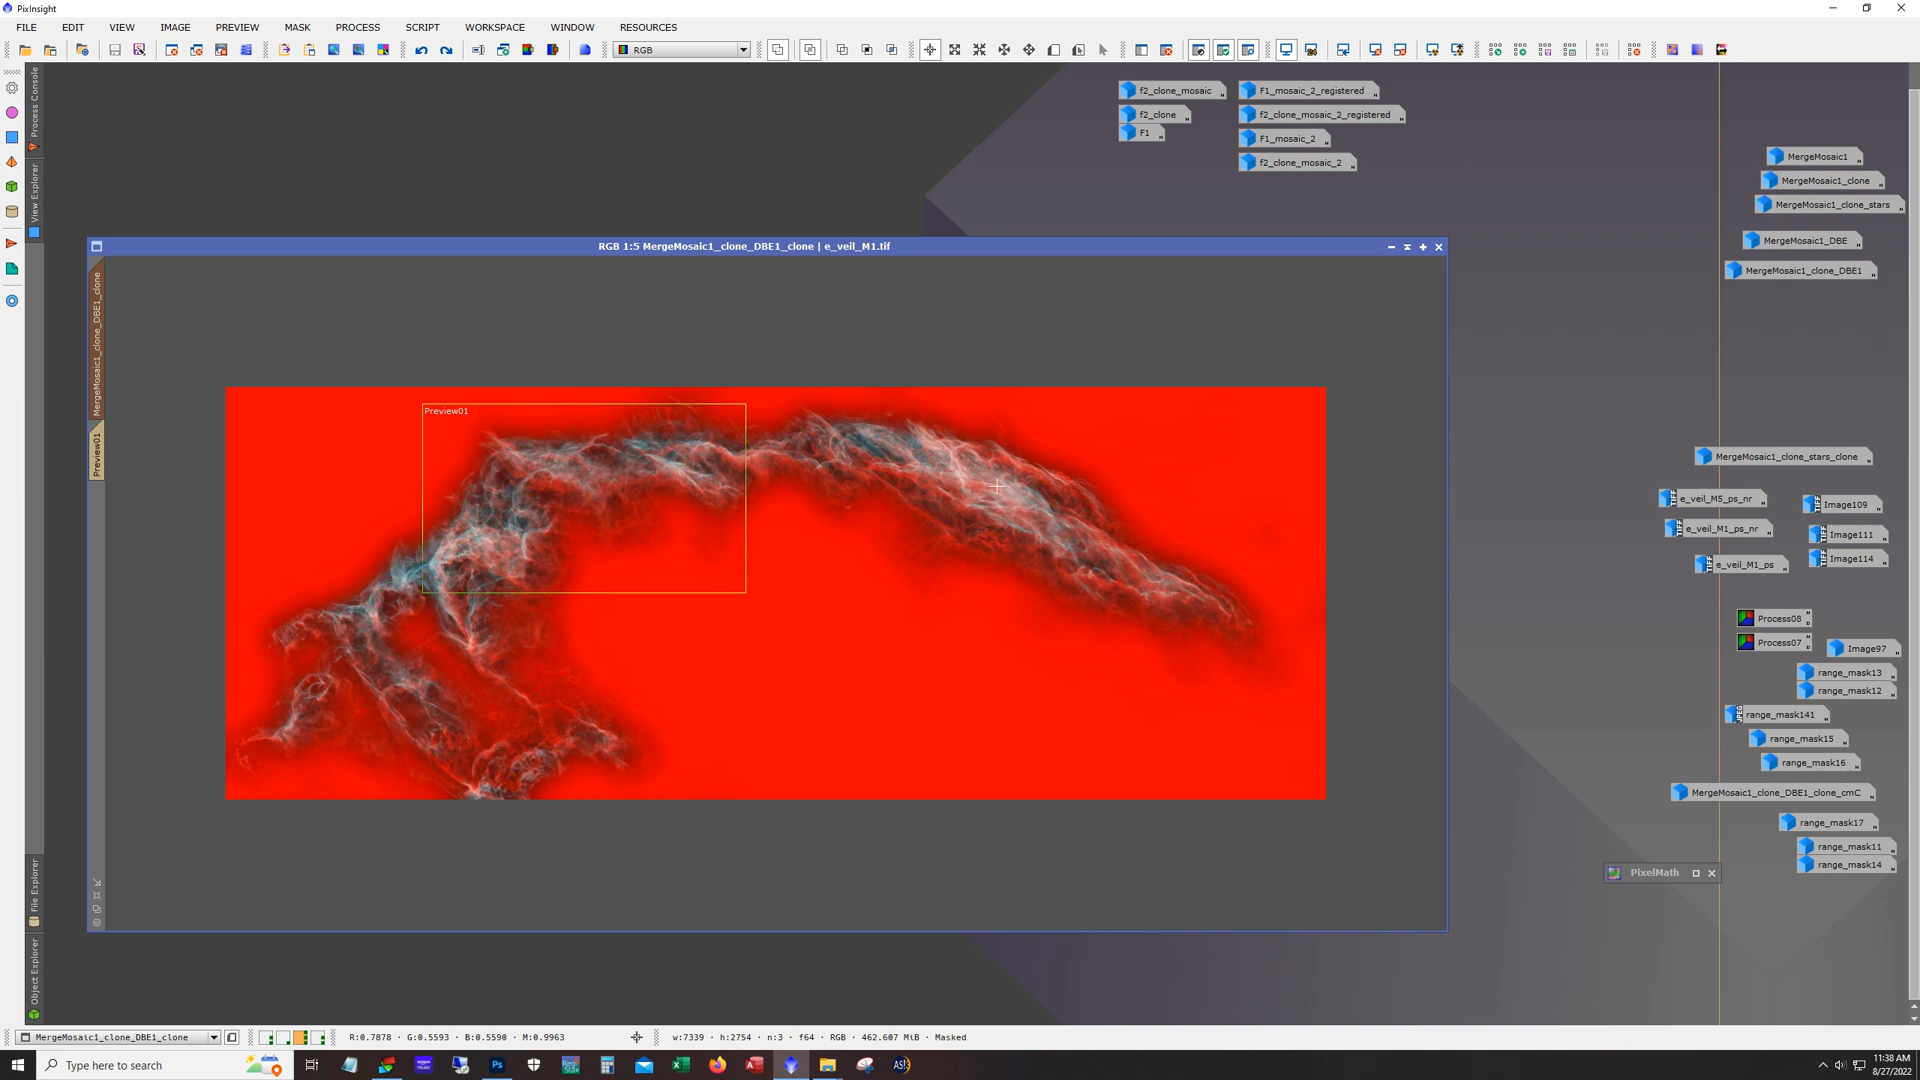 PixInsight
FILE EDIT VIEW IMAGE PREVIEW MASK PROCESS SCRIPT WORKSPACE WINDOW RESOURCES
RGB
Process Console
View Explorer
File Explorer
Object Explorer
f2_clone_mosaic
f2_clone
F1
F1_mosaic_2_registered
f2_clone_mosaic_2_registered
F1_mosaic_2
f2_clone_mosaic_2
MergeMosaic1
MergeMosaic1_clone
MergeMosaic1_clone_stars
MergeMosaic1_DBE
MergeMosaic1_clone_DBE1
RGB 1:5 MergeMosaic1_clone_DBE1_clone | e_veil_M1.tif
MergeMosaic1_clone_DBE1_clone
Preview01
Preview01
MergeMosaic1_clone_stars_clone
e_veil_M5_ps_nr
Image109
e_veil_M1_ps_nr
Image111
e_veil_M1_ps
Image114
Process08
Process07
Image97
range_mask13
range_mask12
range_mask141
range_mask15
range_mask16
MergeMosaic1_clone_DBE1_clone_cmC
range_mask17
range_mask11
range_mask14
PixelMath
MergeMosaic1_clone_DBE1_clone
R:0.7878 · G:0.5593 · B:0.5590 · M:0.9963
w:7339 · h:2754 · n:3 · f64 · RGB · 462.607 MiB · Masked
Type here to search
Ps
11:38 AM
8/27/2022